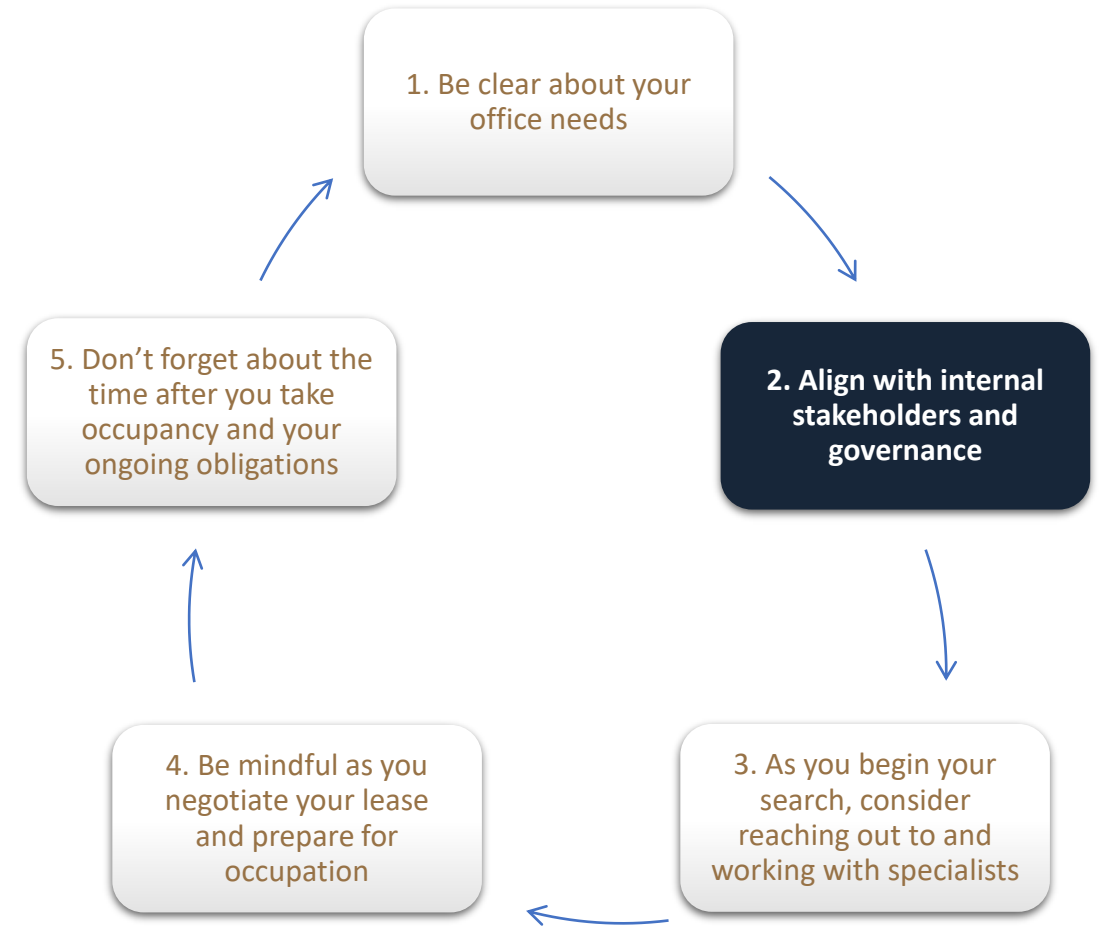 1. Be clear about your
office needs
2. Align with internal
stakeholders and
governance
3. As you begin your
search, consider
reaching out to and
working with specialists
4. Be mindful as you
negotiate your lease
and prepare for
occupation
5. Don’t forget about the
time after you take
occupancy and your
ongoing obligations